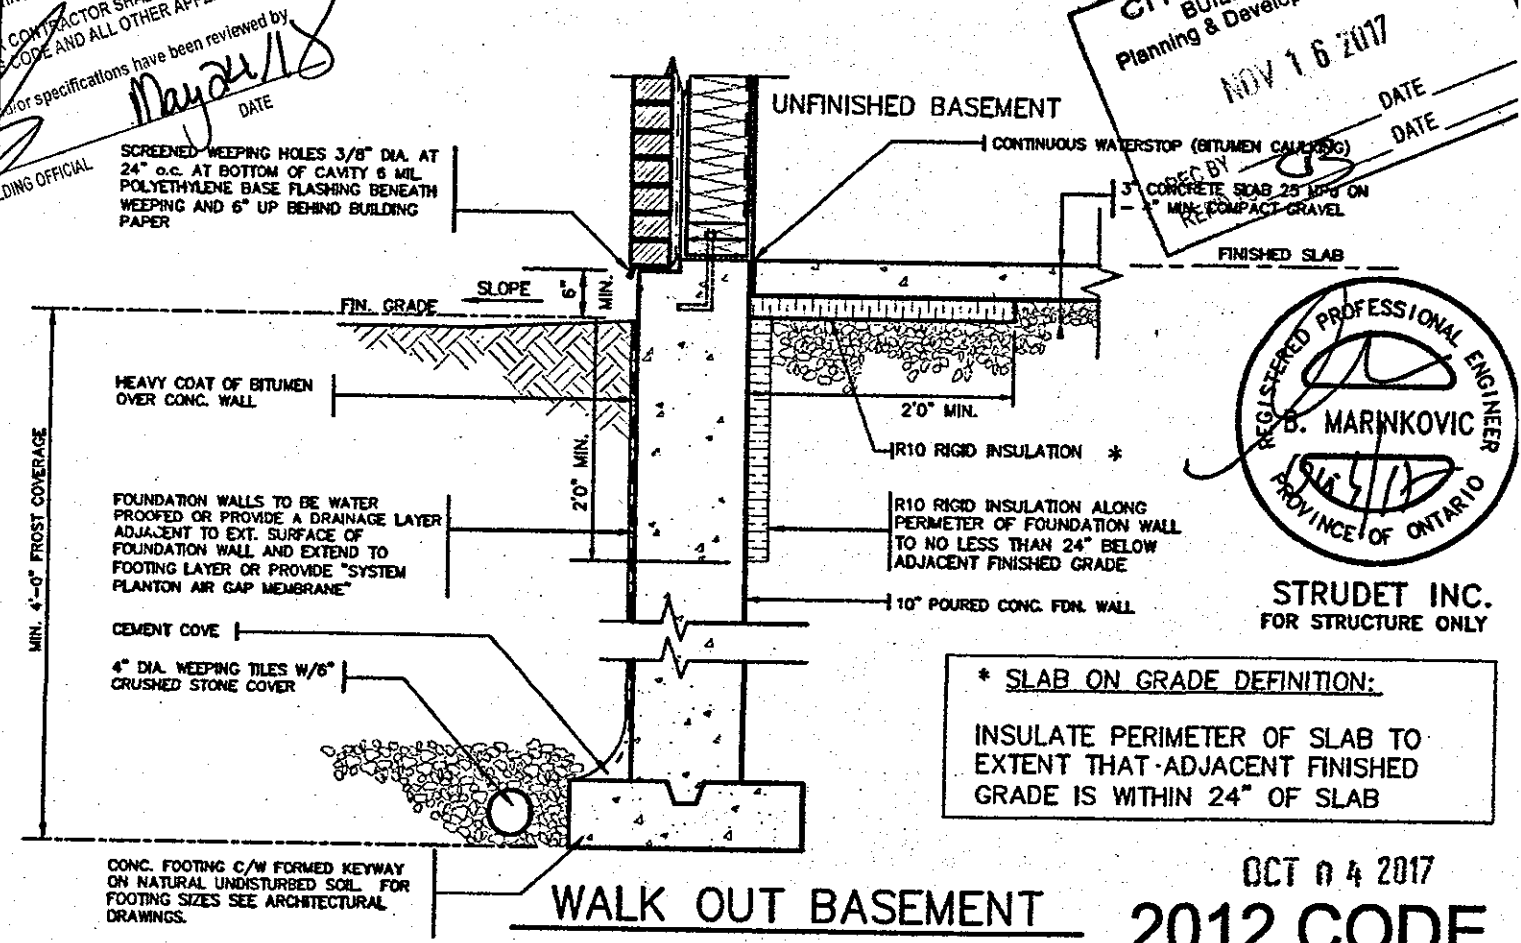 CONTRACTOR
CODE AND ALL OTHER
specifications have been reviewed by
May 24/18
DATE
BUILDING OFFICIAL
Planning &
NOV 16 2017
DATE
DATE
REC BY
UNFINISHED BASEMENT
CONTINUOUS WATERSTOP (BITUMEN CAULKING)
SCREENED WEEPING HOLES 3/8" DIA. AT
24" o.c. AT BOTTOM OF CAVITY 6 MIL
POLYETHYLENE BASE FLASHING BENEATH
WEEPING AND 6" UP BEHIND BUILDING
PAPER
3" CONCRETE SLAB 25 MPa ON
MIN. COMPACT GRAVEL
FINISHED SLAB
SLOPE
6" MIN.
FIN. GRADE
HEAVY COAT OF BITUMEN
OVER CONC. WALL
2'0" MIN.
2'0" MIN.
R10 RIGID INSULATION *
MIN. 4'-0" FROST COVERAGE
FOUNDATION WALLS TO BE WATER
PROOFED OR PROVIDE A DRAINAGE LAYER
ADJACENT TO EXT. SURFACE OF
FOUNDATION WALL AND EXTEND TO
FOOTING LAYER OR PROVIDE "SYSTEM
PLANTON AIR GAP MEMBRANE"
R10 RIGID INSULATION ALONG
PERIMETER OF FOUNDATION WALL
TO NO LESS THAN 24" BELOW
ADJACENT FINISHED GRADE
10" POURED CONC. FDN. WALL
CEMENT COVE
4" DIA. WEEPING TILES W/6"
CRUSHED STONE COVER
REGISTERED PROFESSIONAL ENGINEER
B. MARINKOVIC
PROVINCE OF ONTARIO
STRUDET INC.
FOR STRUCTURE ONLY
* SLAB ON GRADE DEFINITION:
INSULATE PERIMETER OF SLAB TO
EXTENT THAT ADJACENT FINISHED
GRADE IS WITHIN 24" OF SLAB
CONC. FOOTING C/W FORMED KEYWAY
ON NATURAL UNDISTURBED SOIL. FOR
FOOTING SIZES SEE ARCHITECTURAL
DRAWINGS.
WALK OUT BASEMENT
OCT 04 2017
2012 CODE